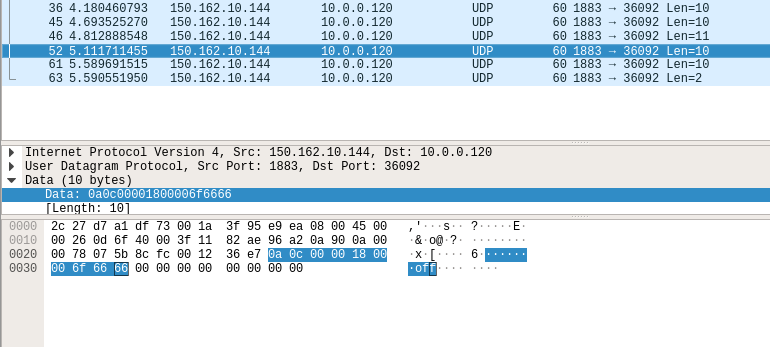 36 4.180460793 150.162.10.144 10.0.0.120 UDP 60 1883 → 36092 Len=10
45 4.693525270 150.162.10.144 10.0.0.120 UDP 60 1883 → 36092 Len=10
46 4.812888548 150.162.10.144 10.0.0.120 UDP 60 1883 → 36092 Len=11
52 5.111711455 150.162.10.144 10.0.0.120 UDP 60 1883 → 36092 Len=10
61 5.589691515 150.162.10.144 10.0.0.120 UDP 60 1883 → 36092 Len=10
63 5.590551950 150.162.10.144 10.0.0.120 UDP 60 1883 → 36092 Len=2
Internet Protocol Version 4, Src: 150.162.10.144, Dst: 10.0.0.120
User Datagram Protocol, Src Port: 1883, Dst Port: 36092
Data (10 bytes)
Data: 0a0c00001800006f6666
[Length: 10]
0000 2c 27 d7 a1 df 73 00 1a 3f 95 e9 ea 08 00 45 00 ,'···s·· ?·····E·
0010 00 26 0d 6f 40 00 3f 11 82 ae 96 a2 0a 90 0a 00 ·&·o@·?· ········
0020 00 78 07 5b 8c fc 00 12 36 e7 0a 0c 00 00 18 00 ·x·[···· 6·······
0030 00 6f 66 66 00 00 00 00 00 00 00 00 ·off···· ····